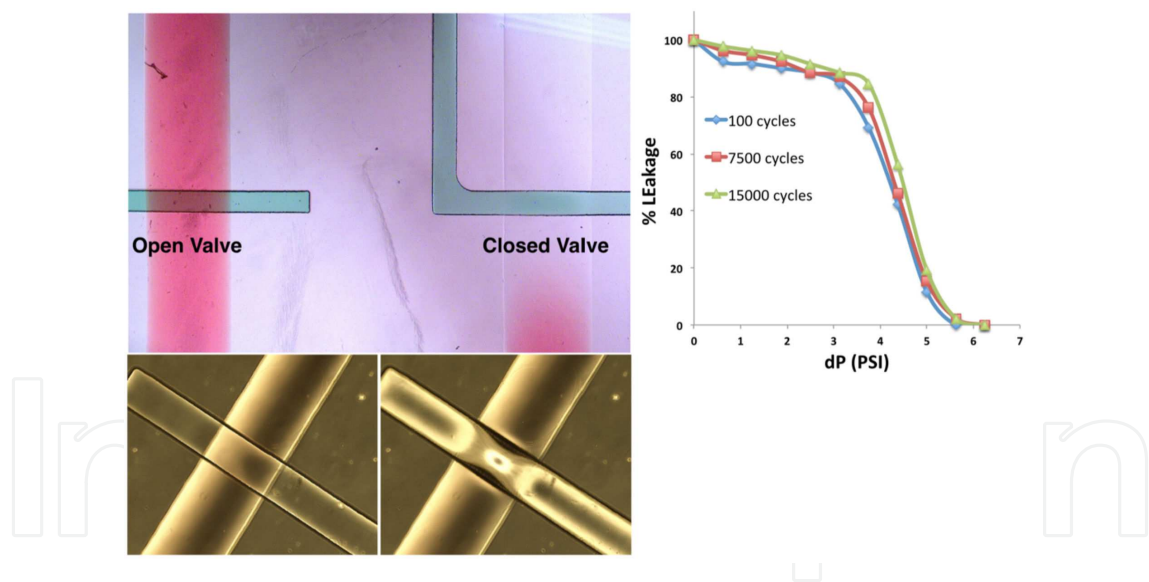 Open Valve
Closed Valve
% LEakage
100
80
60
40
20
0
100 cycles
7500 cycles
15000 cycles
0 1 2 3 4 5 6 7
dP (PSI)